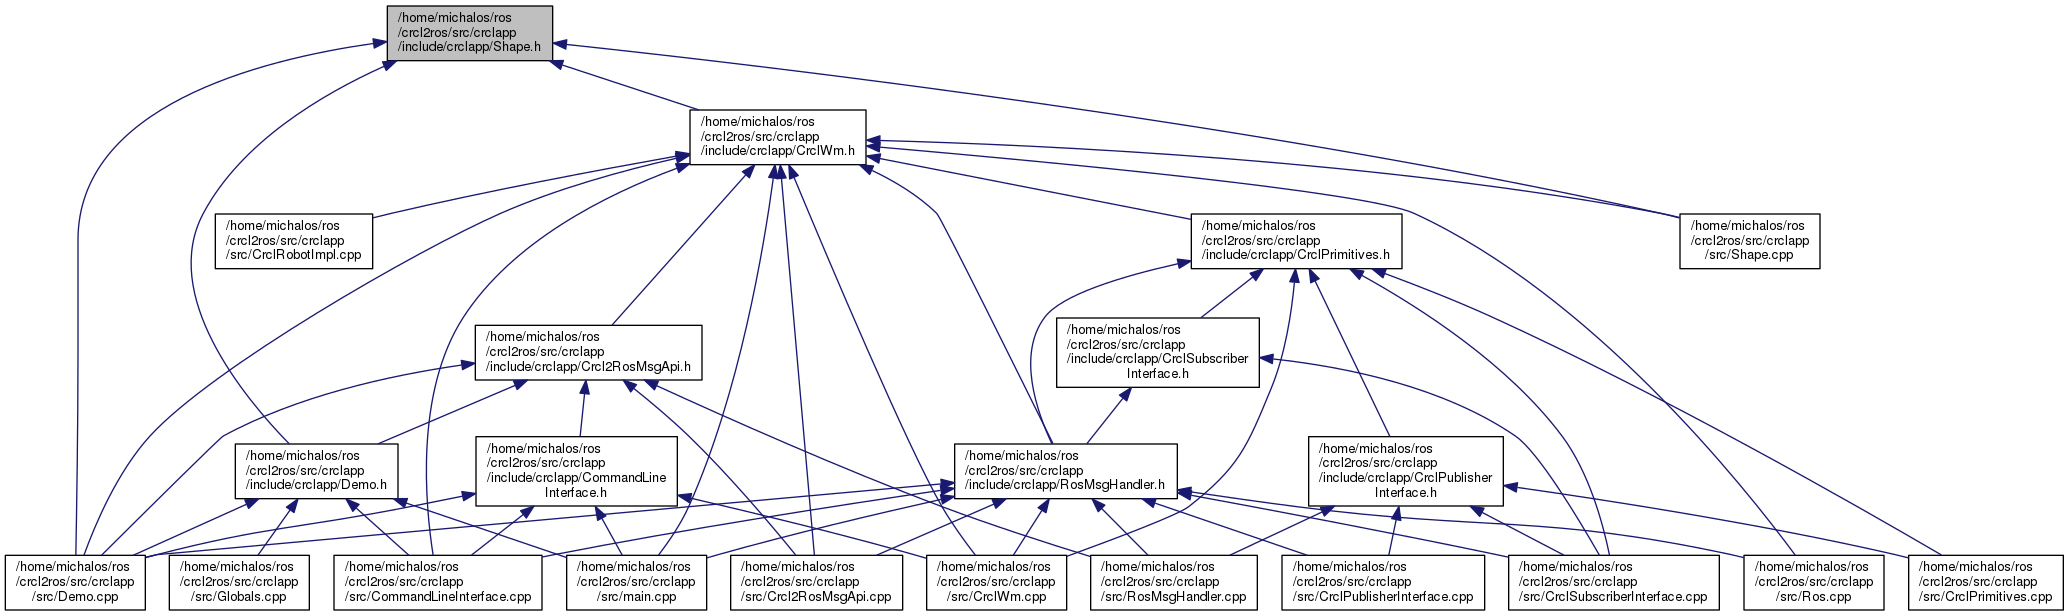 /home/michalos/ros
/crcl2ros/src/crclapp
/include/crclapp/Shape.h
/home/michalos/ros
/crcl2ros/src/crclapp
/include/crclapp/CrclWm.h
/home/michalos/ros
/crcl2ros/src/crclapp
/src/CrclRobotImpl.cpp
/home/michalos/ros
/crcl2ros/src/crclapp
/include/crclapp/CrclPrimitives.h
/home/michalos/ros
/crcl2ros/src/crclapp
/src/Shape.cpp
/home/michalos/ros
/crcl2ros/src/crclapp
/include/crclapp/Crcl2RosMsgApi.h
/home/michalos/ros
/crcl2ros/src/crclapp
/include/crclapp/CrclSubscriber
Interface.h
/home/michalos/ros
/crcl2ros/src/crclapp
/include/crclapp/Demo.h
/home/michalos/ros
/crcl2ros/src/crclapp
/include/crclapp/CommandLine
Interface.h
/home/michalos/ros
/crcl2ros/src/crclapp
/include/crclapp/RosMsgHandler.h
/home/michalos/ros
/crcl2ros/src/crclapp
/include/crclapp/CrclPublisher
Interface.h
/home/michalos/ros
/crcl2ros/src/crclapp
/src/Demo.cpp
/home/michalos/ros
/crcl2ros/src/crclapp
/src/Globals.cpp
/home/michalos/ros
/crcl2ros/src/crclapp
/src/CommandLineInterface.cpp
/home/michalos/ros
/crcl2ros/src/crclapp
/src/main.cpp
/home/michalos/ros
/crcl2ros/src/crclapp
/src/Crcl2RosMsgApi.cpp
/home/michalos/ros
/crcl2ros/src/crclapp
/src/CrclWm.cpp
/home/michalos/ros
/crcl2ros/src/crclapp
/src/RosMsgHandler.cpp
/home/michalos/ros
/crcl2ros/src/crclapp
/src/CrclPublisherInterface.cpp
/home/michalos/ros
/crcl2ros/src/crclapp
/src/CrclSubscriberInterface.cpp
/home/michalos/ros
/crcl2ros/src/crclapp
/src/Ros.cpp
/home/michalos/ros
/crcl2ros/src/crclapp
/src/CrclPrimitives.cpp